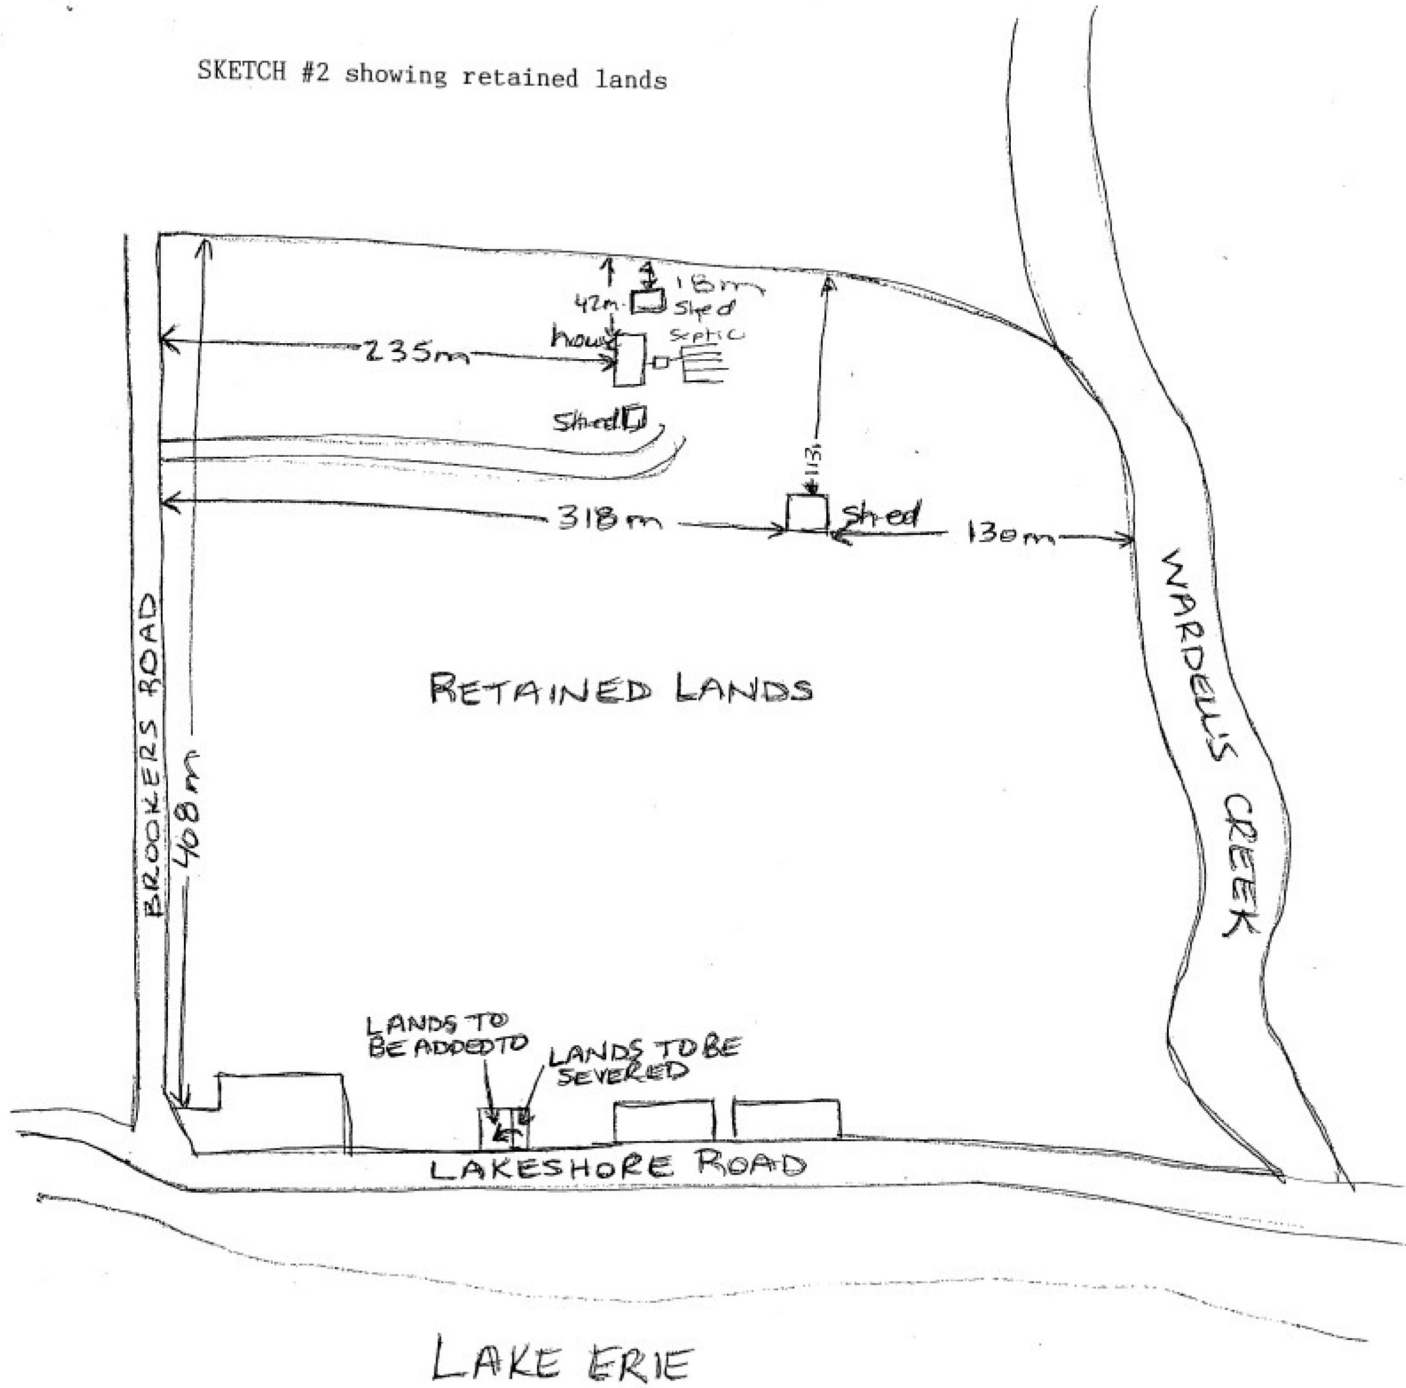 SKETCH #2 showing retained lands
18m
42m
shed
house
septic
235m
shed
113
318m
shed
130m
WARDELL'S CREEK
BROOKERS ROAD
RETAINED LANDS
408m
LANDS TO
BE ADDED TO
LANDS TO BE
SEVERED
LAKESHORE ROAD
LAKE ERIE